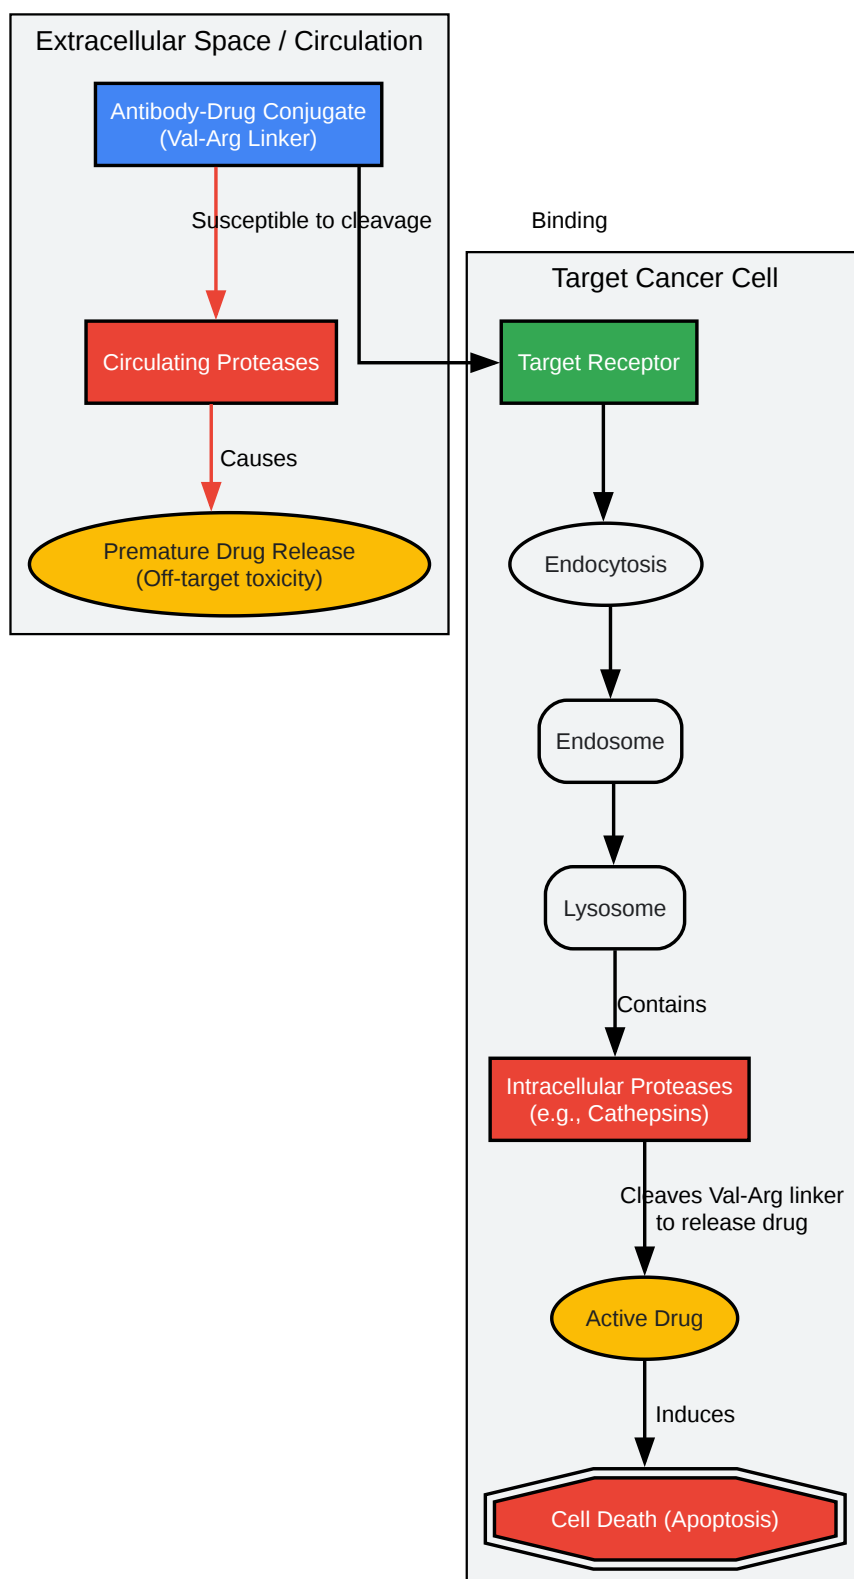 Extracellular Space / Circulation
Antibody-Drug Conjugate
(Val-Arg Linker)
Susceptible to cleavage
Binding
Circulating Proteases
Causes
Premature Drug Release
(Off-target toxicity)
Target Cancer Cell
Target Receptor
Endocytosis
Endosome
Lysosome
Contains
Intracellular Proteases
(e.g., Cathepsins)
Cleaves Val-Arg linker
to release drug
Active Drug
Induces
Cell Death (Apoptosis)